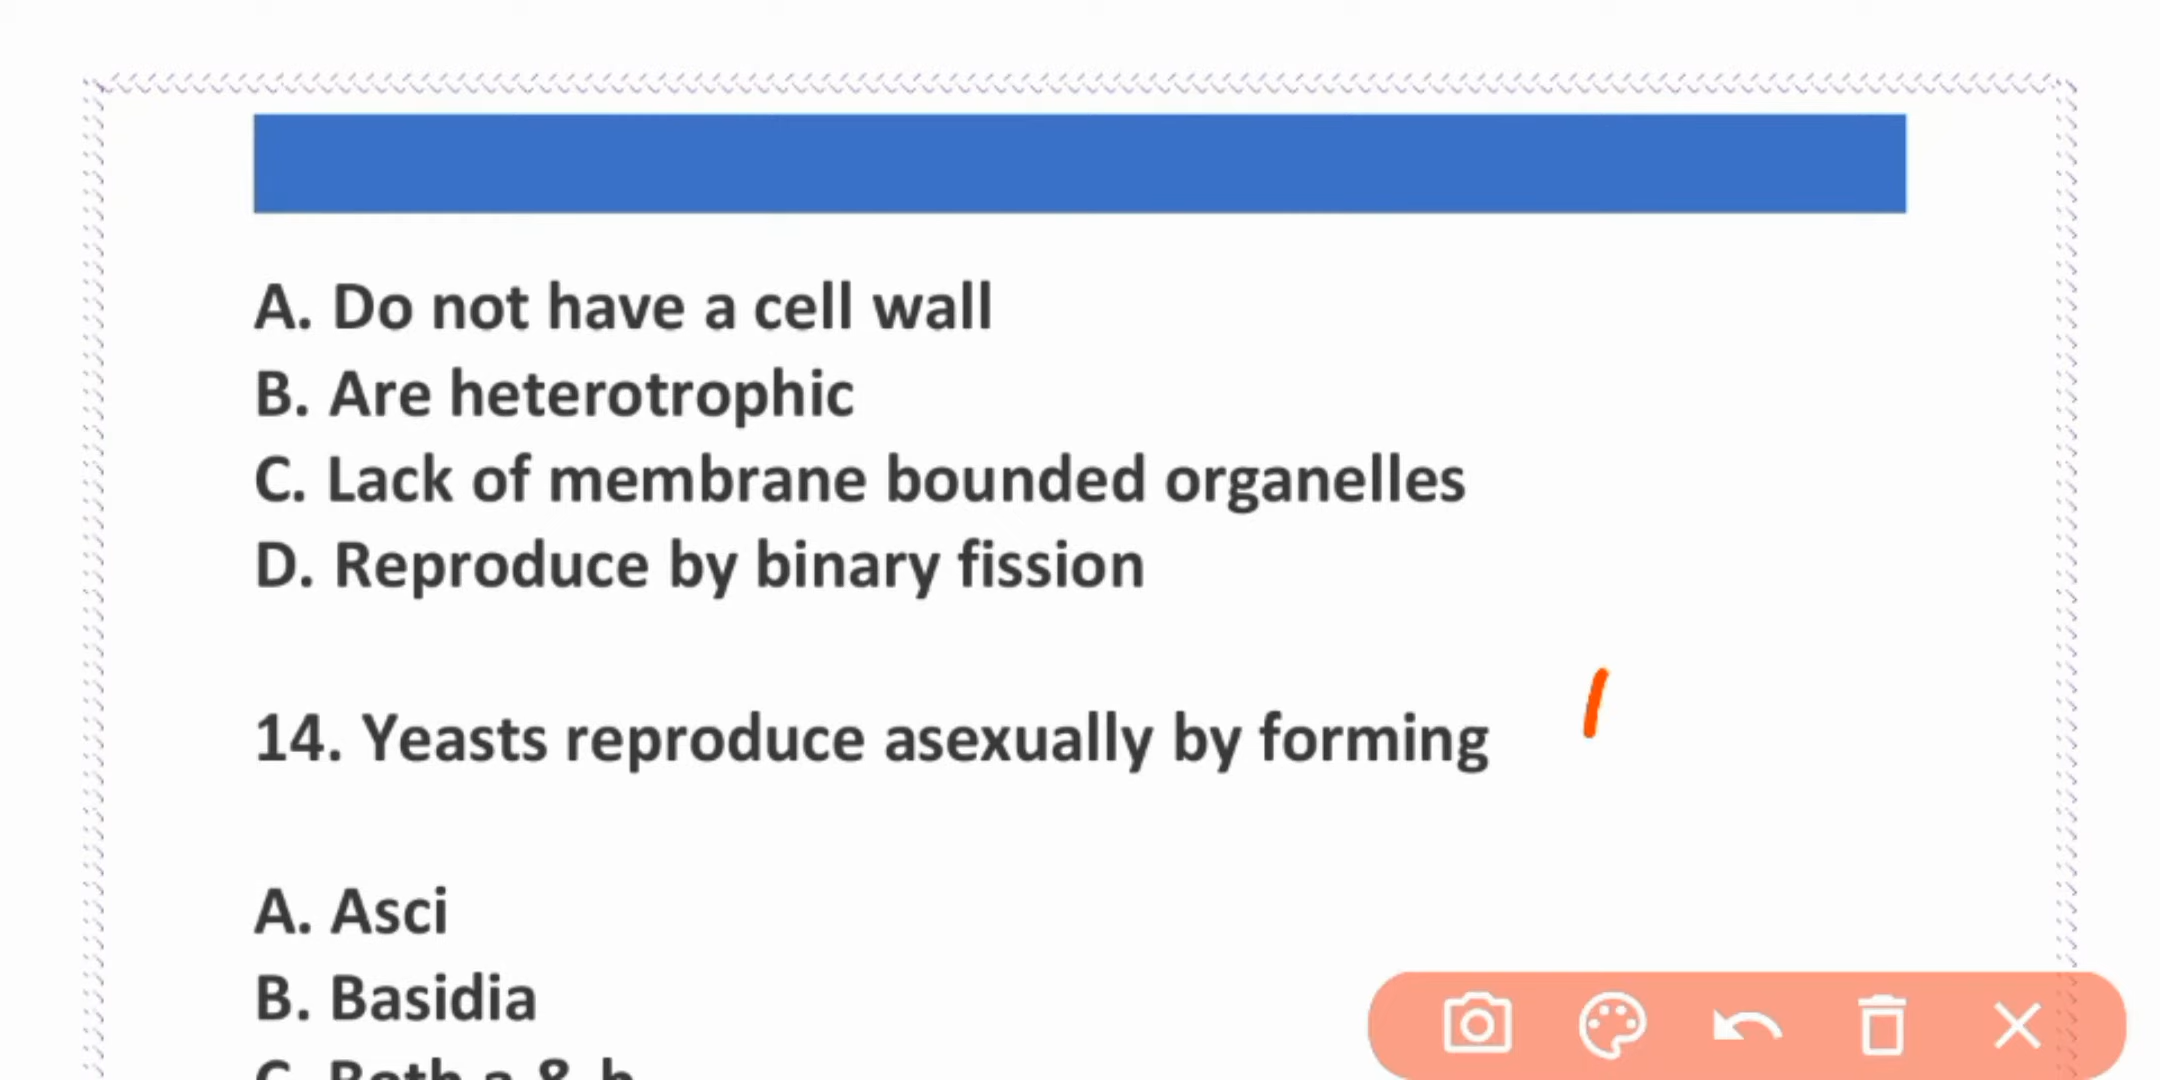 A. Do not have a cell wall
B. Are heterotrophic
C. Lack of membrane bounded organelles
D. Reproduce by binary fission
14. Yeasts reproduce asexually by forming
A. Asci
B. Basidia
C. Both a & b